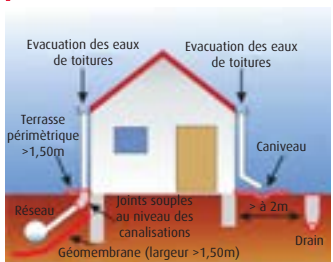 Evacuation des eaux
de toitures
Evacuation des eaux
de toitures
Terrasse
périmètrique
>1,50m
Caniveau
Réseau
Joints souples
au niveau des
canalisations
> à 2m
Drain
Géomembrane (largeur >1,50m)